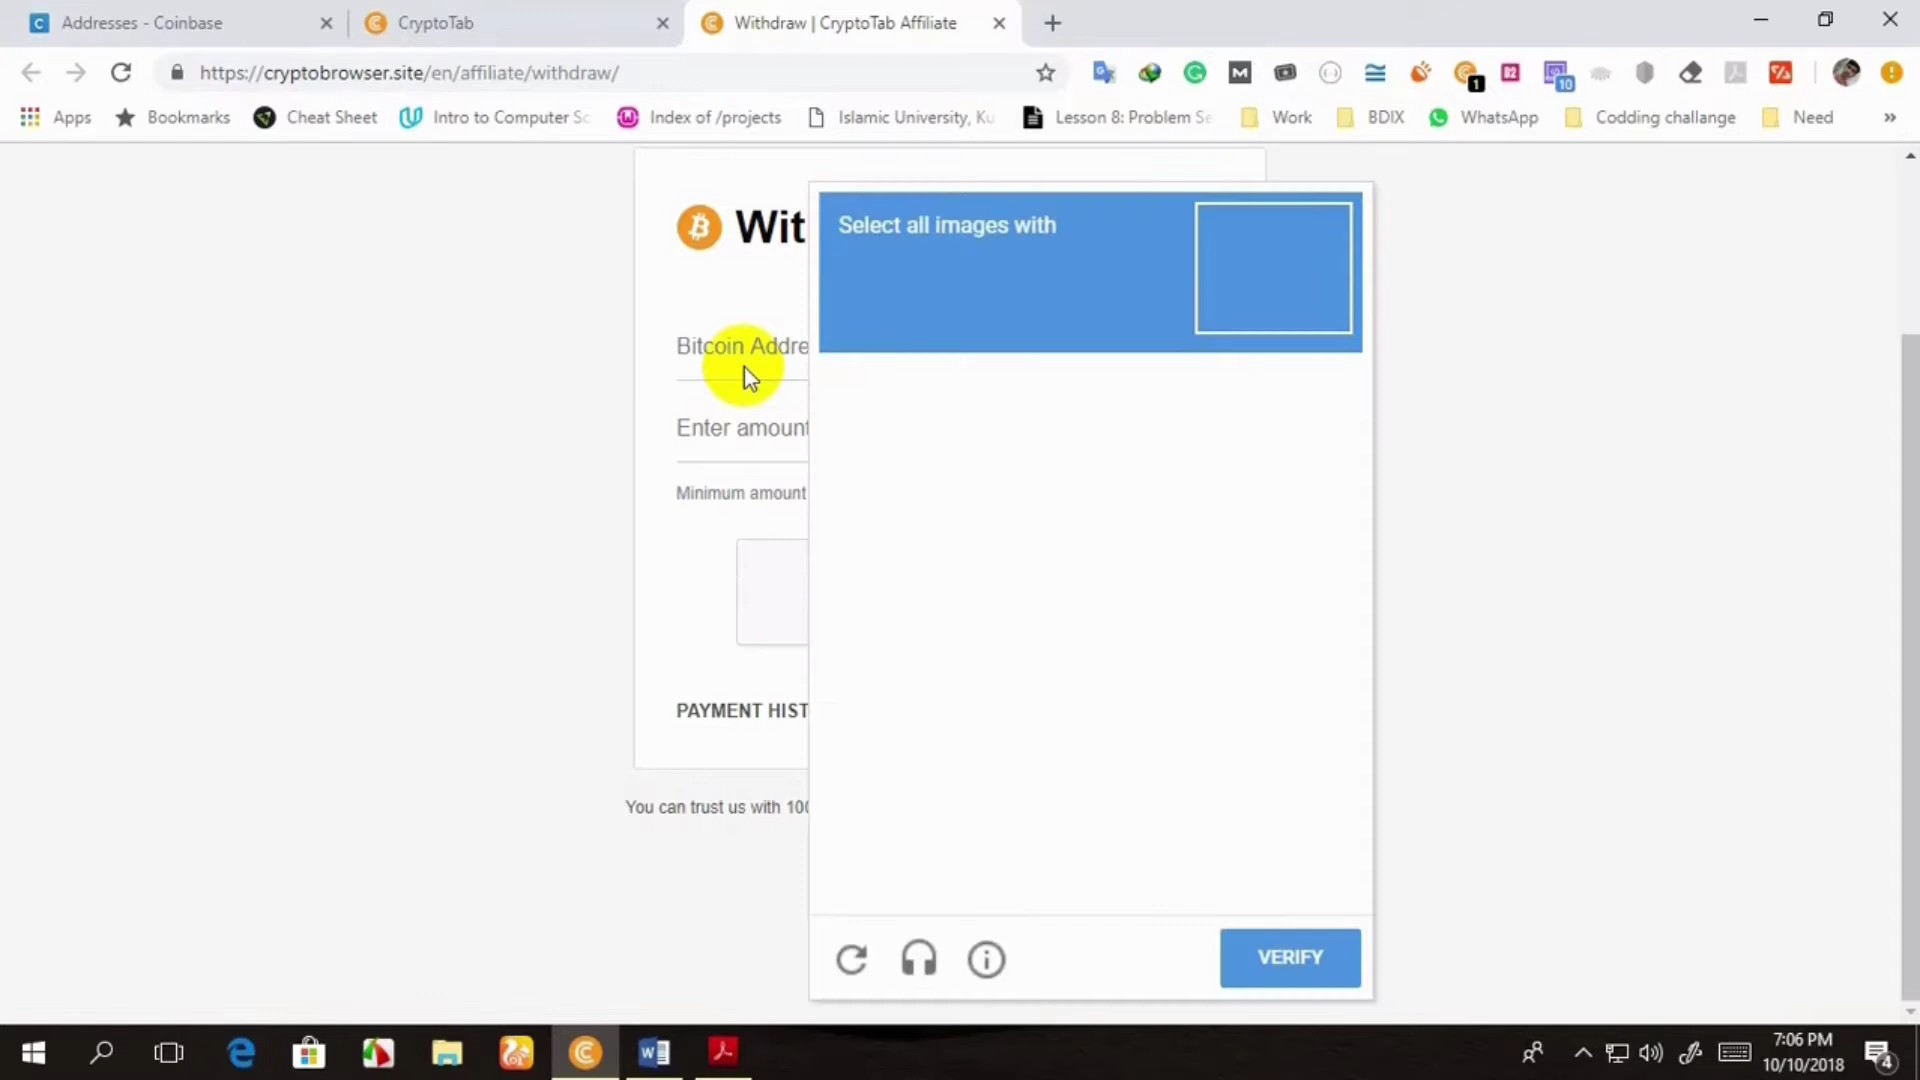 Addresses - Coinbase
CryptoTab
Withdraw | CryptoTab Affiliate
https://cryptobrowser.site/en/affiliate/withdraw/
1
10
Apps
Bookmarks
Cheat Sheet
Intro to Computer Sc
Index of /projects
Islamic University, Ku
Lesson 8: Problem Se
Work
BDIX
WhatsApp
Codding challange
Need
»
Wit
Select all images with
Bitcoin Addre
Enter amount
Minimum amount
PAYMENT HIST
You can trust us with 100
VERIFY
7:06 PM
10/10/2018
4